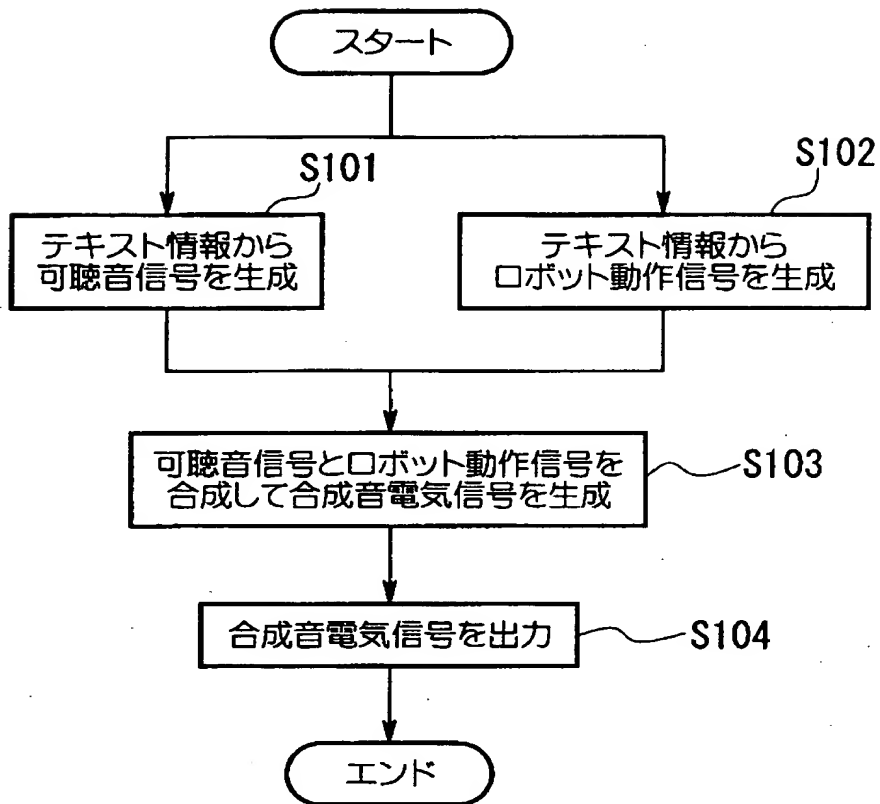 スタート
S101
S102
テキスト情報から
可聴音信号を生成
テキスト情報から
ロボット動作信号を生成
可聴音信号とロボット動作信号を
合成して合成音電気信号を生成
S103
合成音電気信号を出力
S104
エンド